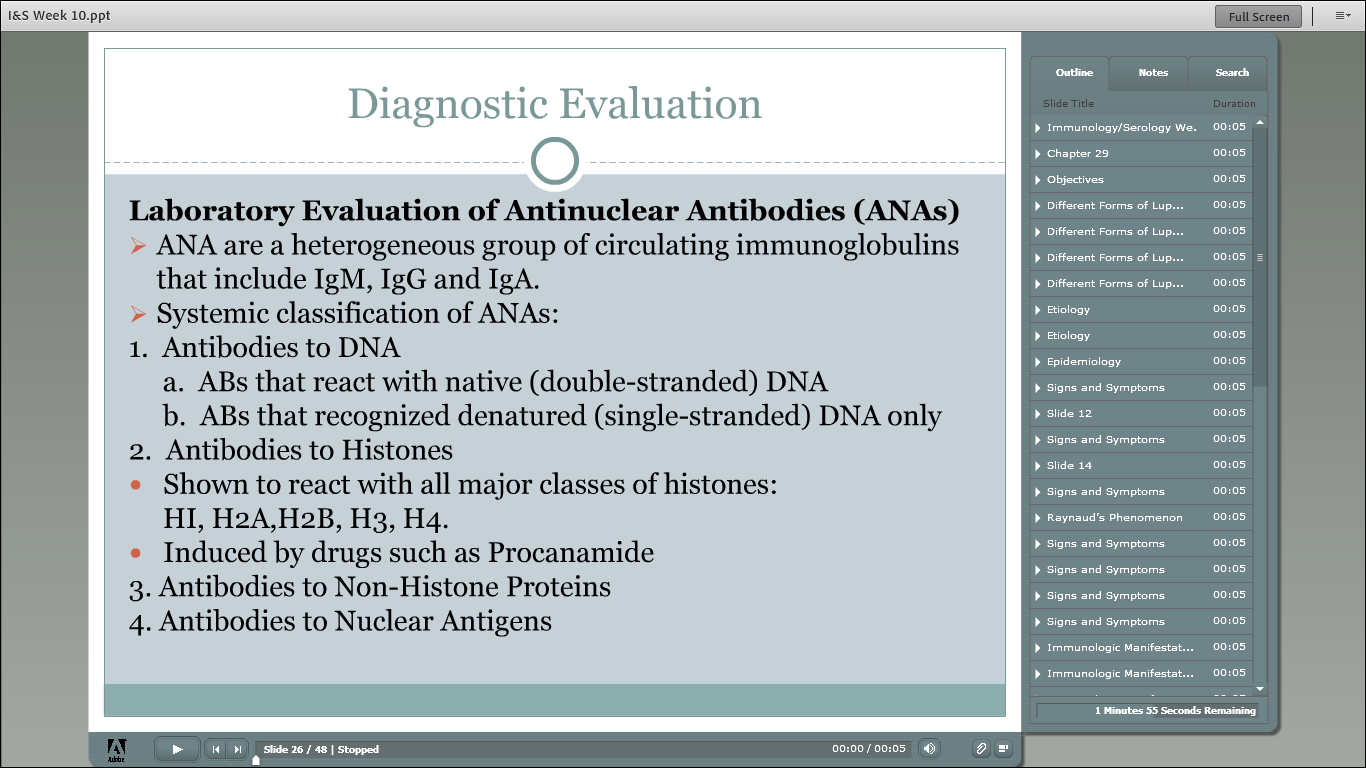 I&S Week 10.ppt
Full Screen
Diagnostic Evaluation
Laboratory Evaluation of Antinuclear Antibodies (ANAs)
ANA are a heterogeneous group of circulating immunoglobulins
that include IgM, IgG and IgA.
Systemic classification of ANAs:
1. Antibodies to DNA
a. ABs that react with native (double-stranded) DNA
b. ABs that recognized denatured (single-stranded) DNA only
2. Antibodies to Histones
Shown to react with all major classes of histones:
HI, H2A,H2B, H3, H4.
Induced by drugs such as Procanamide
3. Antibodies to Non-Histone Proteins
4. Antibodies to Nuclear Antigens
Outline Notes Search
Slide Title Duration
Immunology/Serology We. 00:05
Chapter 29 00:05
Objectives 00:05
Different Forms of Lup... 00:05
Different Forms of Lup... 00:05
Different Forms of Lup... 00:05
Different Forms of Lup... 00:05
Etiology 00:05
Etiology 00:05
Epidemiology 00:05
Signs and Symptoms 00:05
Slide 12 00:05
Signs and Symptoms 00:05
Slide 14 00:05
Signs and Symptoms 00:05
Raynaud's Phenomenon 00:05
Signs and Symptoms 00:05
Signs and Symptoms 00:05
Signs and Symptoms 00:05
Signs and Symptoms 00:05
Immunologic Manifestat... 00:05
Immunologic Manifestat... 00:05
1 Minutes 55 Seconds Remaining
Adobe
Slide 26 / 48 | Stopped
00:00 / 00:05